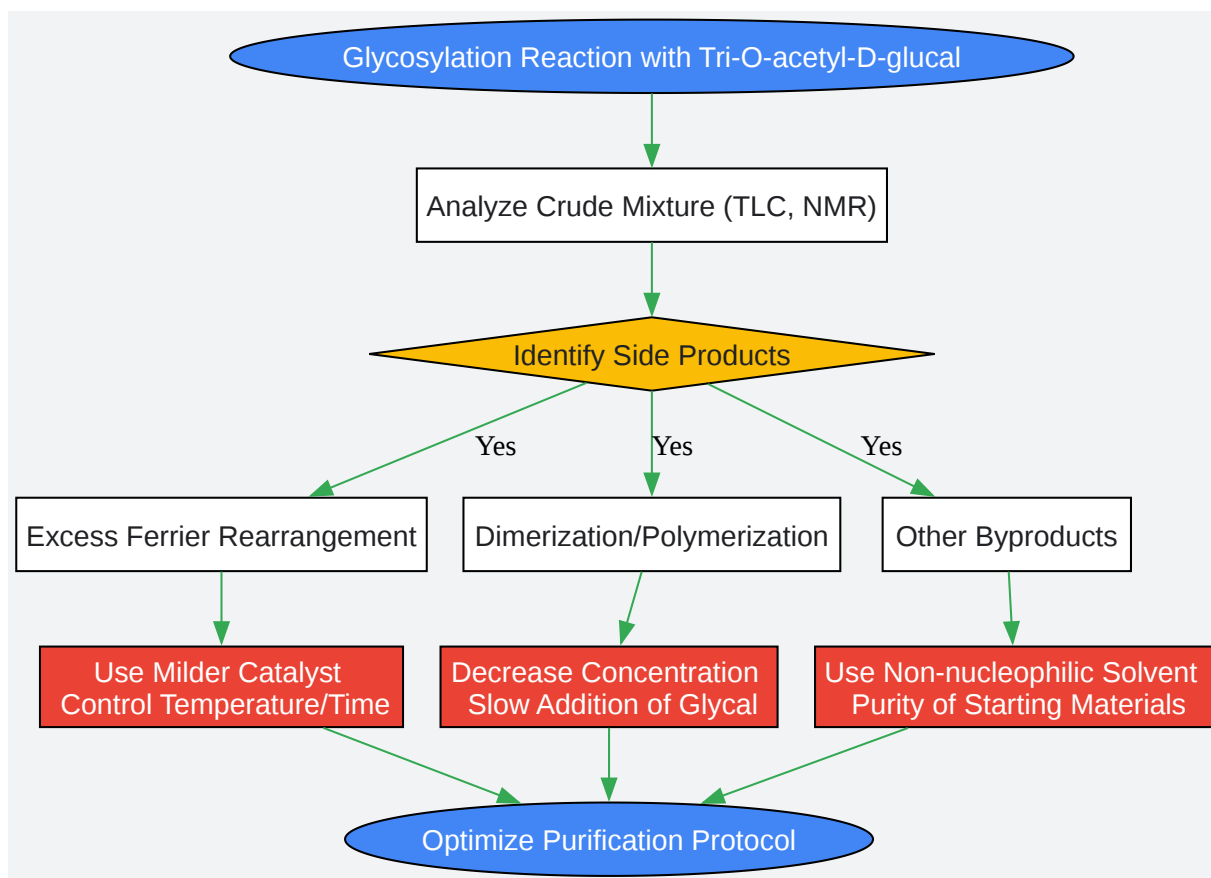 Glycosylation Reaction with Tri-O-acetyl-D-glucal
Analyze Crude Mixture (TLC, NMR)
Identify Side Products
Yes
Yes
Yes
Excess Ferrier Rearrangement
Dimerization/Polymerization
Other Byproducts
Use Milder Catalyst
Control Temperature/Time
Decrease Concentration
Slow Addition of Glycal
Use Non-nucleophilic Solvent
Purity of Starting Materials
Optimize Purification Protocol